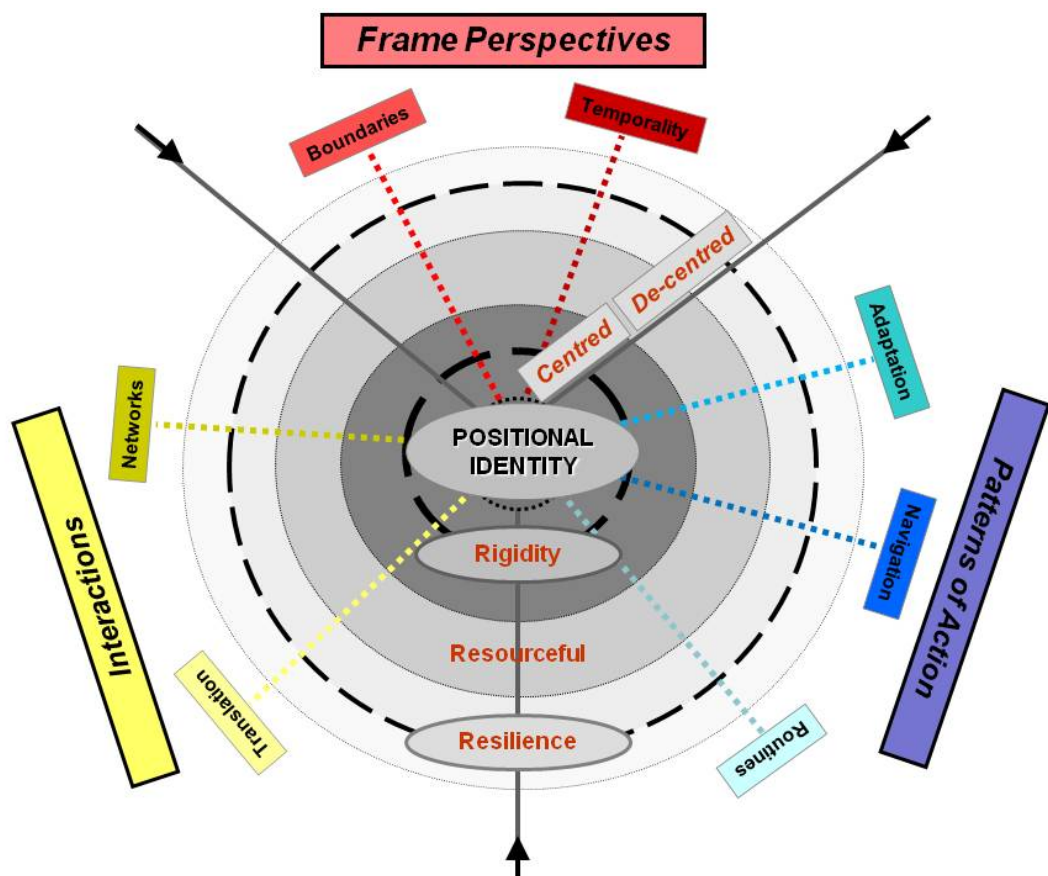 Frame Perspectives
Boundaries
Temporality
De-centred
Centred
Adaptation
Networks
POSITIONAL
IDENTITY
Navigation
Patterns of Action
Interactions
Rigidity
Resourceful
Translation
Resilience
Routines